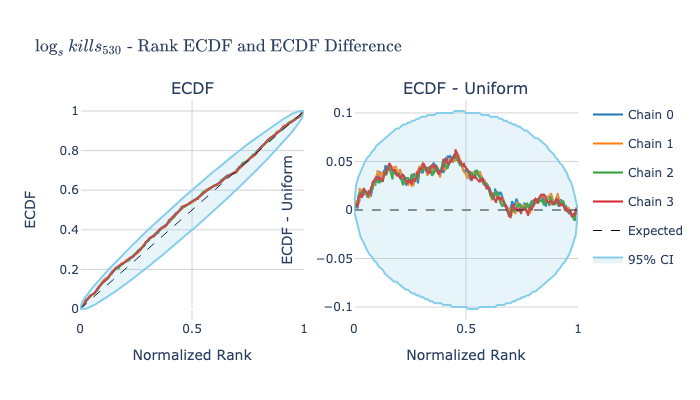 log_s kills_530 - Rank ECDF and ECDF Difference
ECDF
ECDF
1
0.8
0.6
0.4
0.2
0
0
0.5
1
Normalized Rank
ECDF - Uniform
ECDF - Uniform
0.1
0.05
0
−0.05
−0.1
0
0.5
1
Normalized Rank
Chain 0
Chain 1
Chain 2
Chain 3
Expected
95% CI